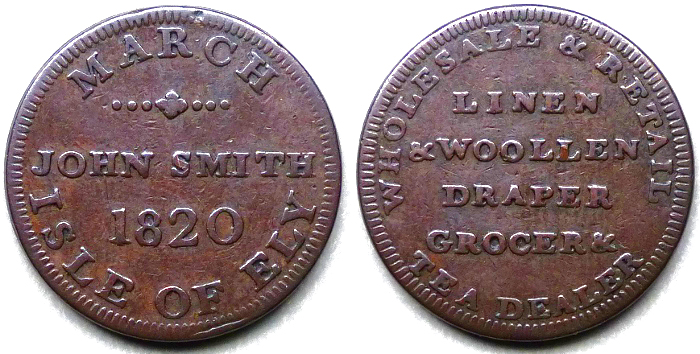 MARCH
JOHN SMITH
1820
ISLE OF ELY
WHOLESALE & RETAIL
LINEN
&WOOLLEN
DRAPER
GROCER&
TEA DEALER